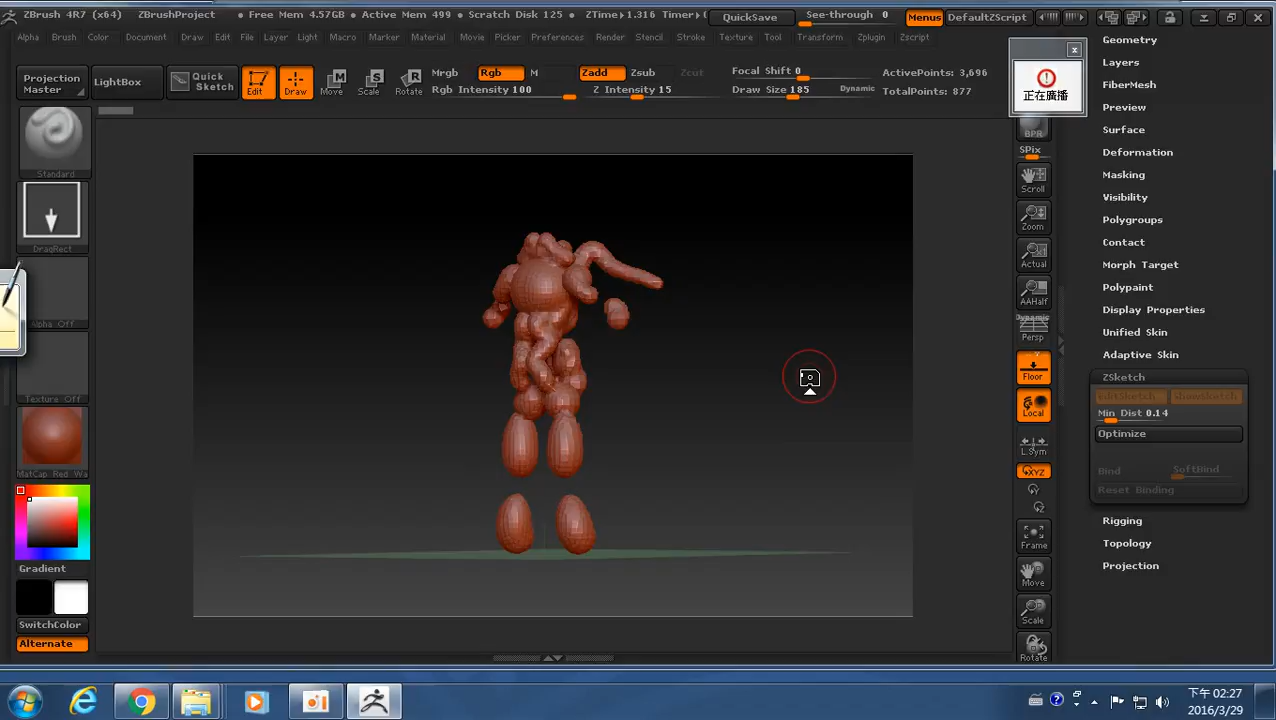 ZBrush 4R7 (x64) ZBrushProject • Free Mem 4.57GB • Active Mem 499 • Scratch Disk 125 • ZTime▸1.316 Timer▸ QuickSave See-through 0 Menus DefaultZScript
Alpha Brush Color Document Draw Edit File Layer Light Macro Marker Material Movie Picker Preferences Render Stencil Stroke Texture Tool Transform Zplugin Zscript
Projection
Master
LightBox
Quick
Sketch
Edit
Draw
Move
Scale
Rotate
Mrgb Rgb M
Rgb Intensity 100
Zadd Zsub Zcut
Z Intensity 15
Focal Shift 0
Draw Size 185 Dynamic
ActivePoints: 3,696
TotalPoints: 877
正在廣播
Standard
DragRect
Alpha Off
Texture Off
MatCap Red Wa
Gradient
SwitchColor
Alternate
BPR
SPix
Scroll
Zoom
Actual
AAHalf
Dynamic
Persp
Floor
Local
L.Sym
XYZ
Y
Z
Frame
Move
Scale
Rotate
Geometry
Layers
FiberMesh
Preview
Surface
Deformation
Masking
Visibility
Polygroups
Contact
Morph Target
Polypaint
Display Properties
Unified Skin
Adaptive Skin
ZSketch
EditSketch ShowSketch
Min Dist 0.14
Optimize
Bind SoftBind
Reset Binding
Rigging
Topology
Projection
下午 02:27
2016/3/29